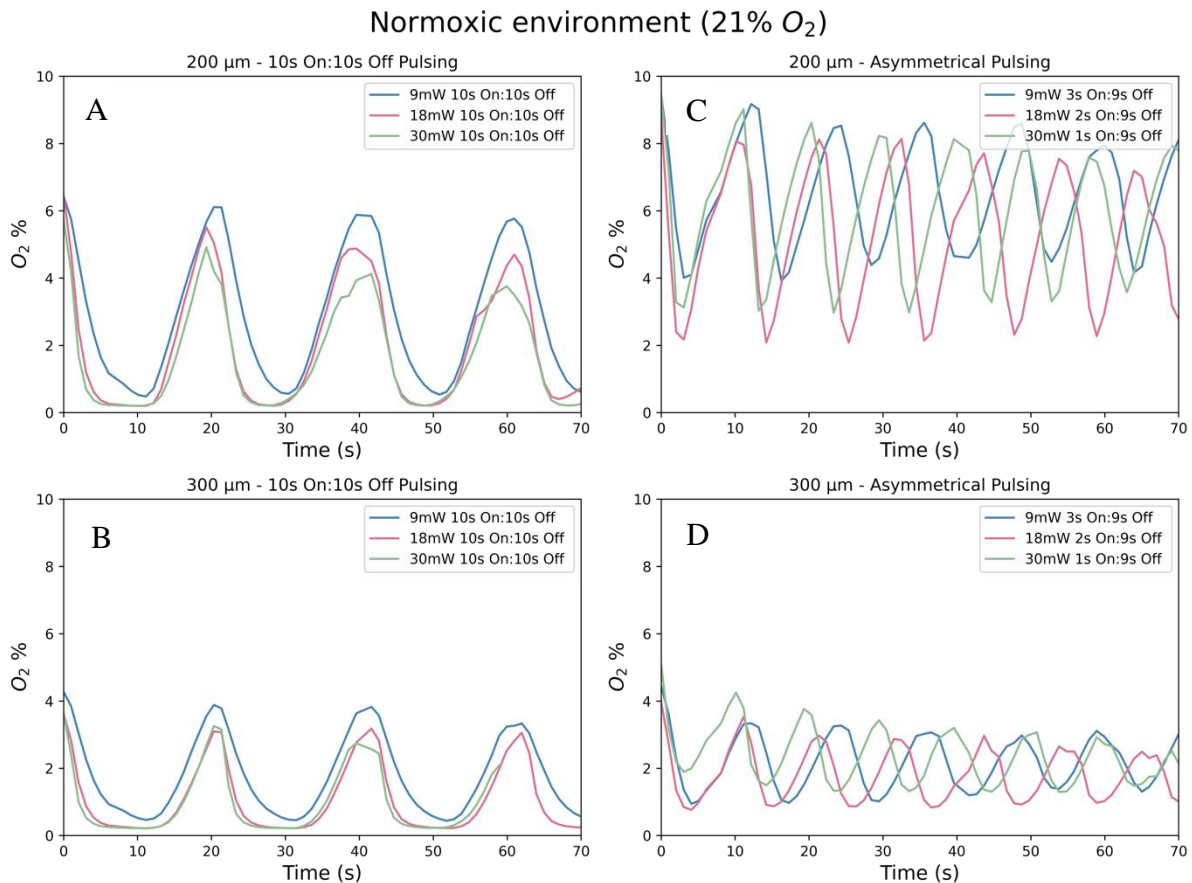 Normoxic environment (21% O₂)
200 μm - 10s On:10s Off Pulsing
A
9mW 10s On:10s Off
18mW 10s On:10s Off
30mW 10s On:10s Off
10
8
6
4
2
0
O₂ %
0 10 20 30 40 50 60 70
Time (s)
200 μm - Asymmetrical Pulsing
C
9mW 3s On:9s Off
18mW 2s On:9s Off
30mW 1s On:9s Off
10
8
6
4
2
0
O₂ %
0 10 20 30 40 50 60 70
Time (s)
300 μm - 10s On:10s Off Pulsing
B
9mW 10s On:10s Off
18mW 10s On:10s Off
30mW 10s On:10s Off
10
8
6
4
2
0
O₂ %
0 10 20 30 40 50 60 70
Time (s)
300 μm - Asymmetrical Pulsing
D
9mW 3s On:9s Off
18mW 2s On:9s Off
30mW 1s On:9s Off
10
8
6
4
2
0
O₂ %
0 10 20 30 40 50 60 70
Time (s)